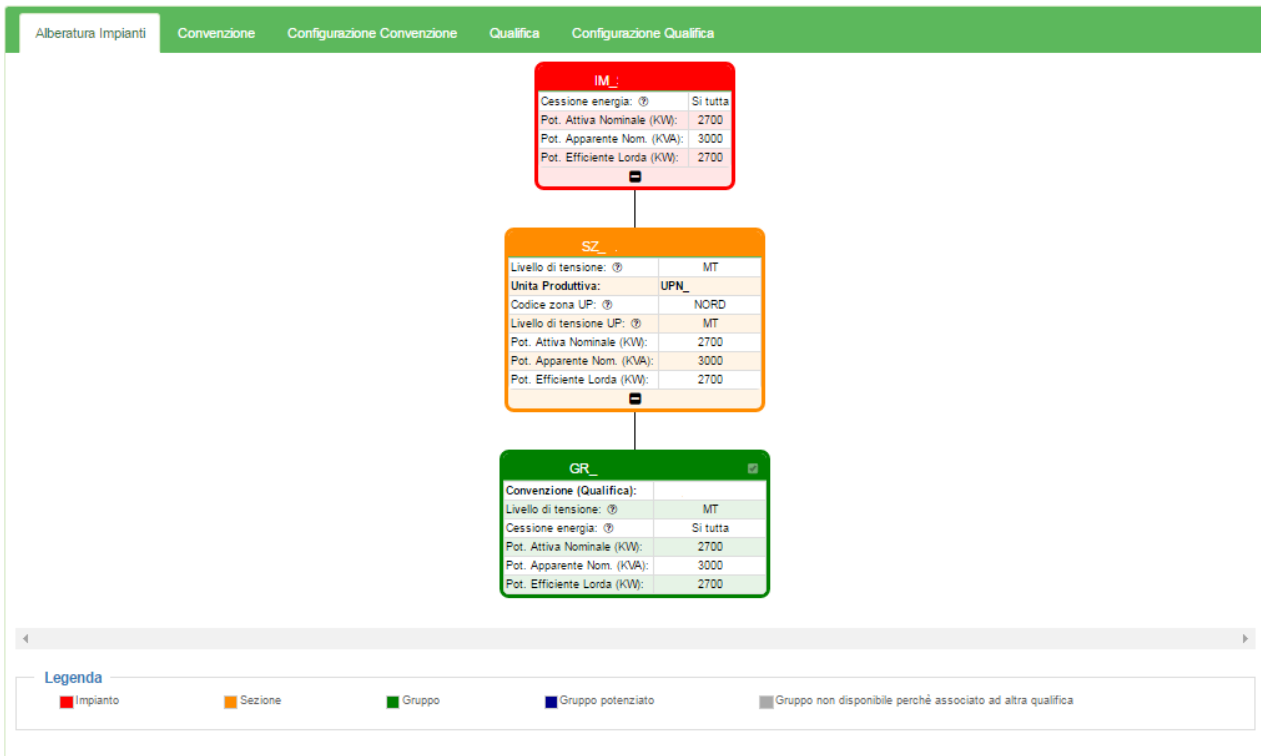 Alberatura Impianti Convenzione Configurazione Convenzione Qualifica Configurazione Qualifica
IM_:
Cessione energia: Si tutta
Pot. Attiva Nominale (KW): 2700
Pot. Apparente Nom. (KVA): 3000
Pot. Efficiente Lorda (KW): 2700
SZ_ .
Livello di tensione: MT
Unita Produttiva: UPN_
Codice zona UP: NORD
Livello di tensione UP: MT
Pot. Attiva Nominale (KW): 2700
Pot. Apparente Nom. (KVA): 3000
Pot. Efficiente Lorda (KW): 2700
GR_
Convenzione (Qualifica):
Livello di tensione: MT
Cessione energia: Si tutta
Pot. Attiva Nominale (KW): 2700
Pot. Apparente Nom. (KVA): 3000
Pot. Efficiente Lorda (KW): 2700
Legenda
Impianto Sezione Gruppo Gruppo potenziato Gruppo non disponibile perchè associato ad altra qualifica